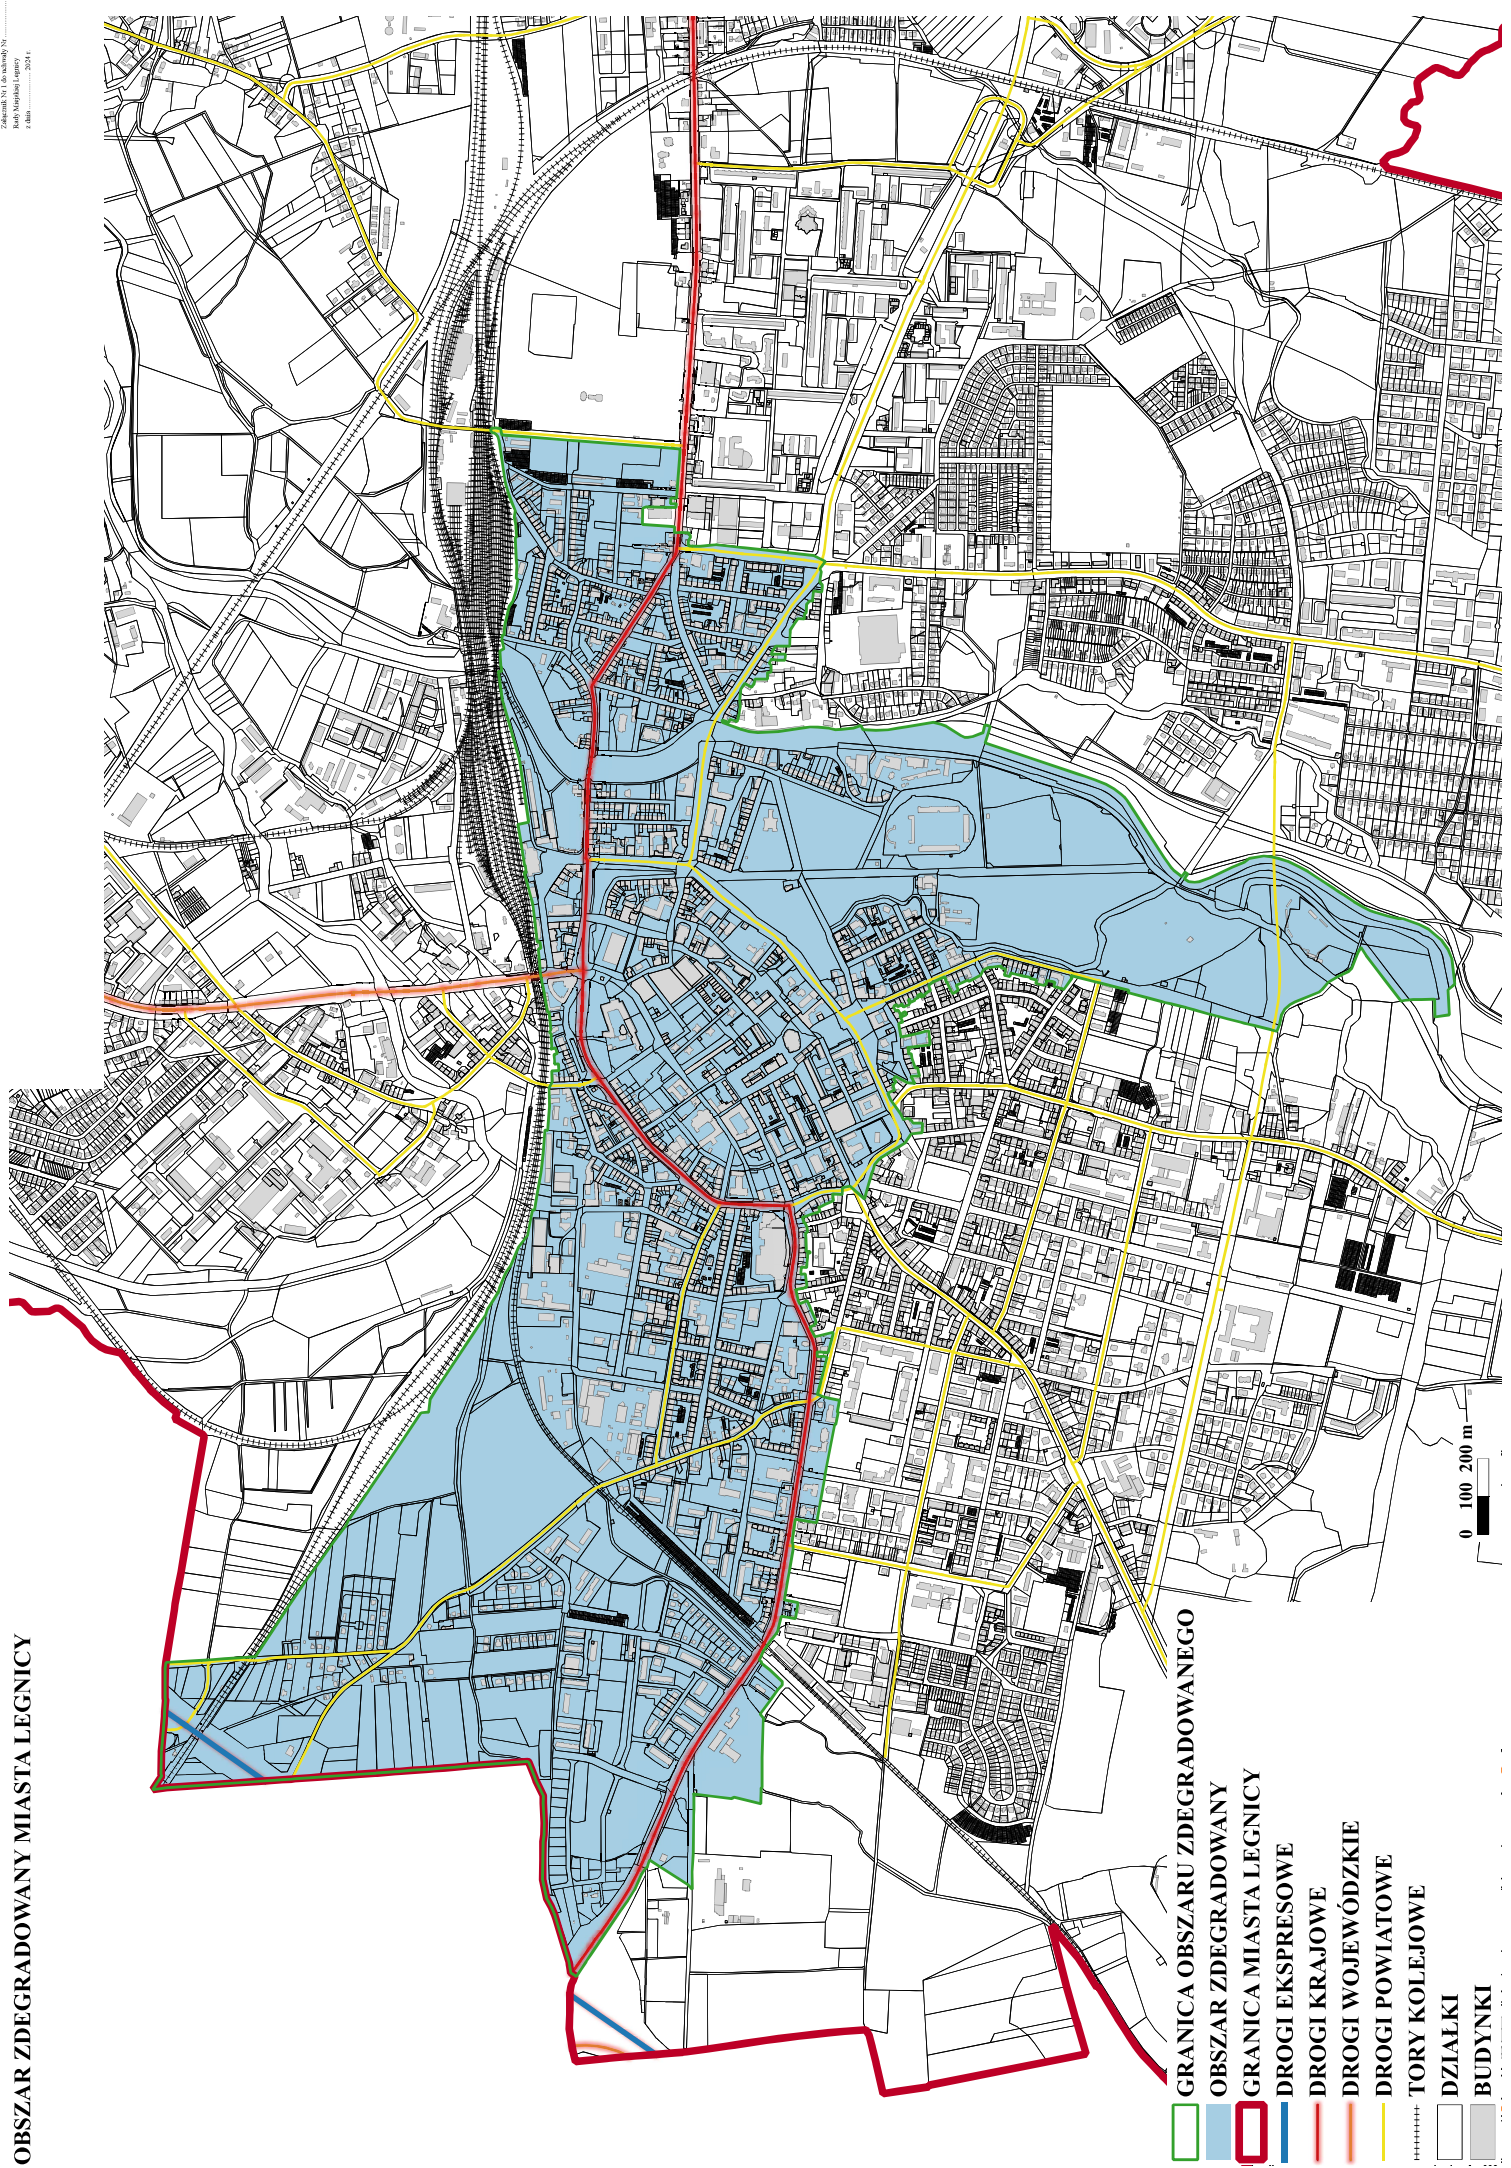 Załącznik Nr 1 do uchwały Nr ................
Rady Miejskiej Legnicy
z dnia ................ 2024 r.
OBSZAR ZDEGRADOWANY MIASTA LEGNICY
GRANICA OBSZARU ZDEGRADOWANEGO
OBSZAR ZDEGRADOWANY
GRANICA MIASTA LEGNICY
DROGI EKSPRESOWE
DROGI KRAJOWE
DROGI WOJEWÓDZKIE
DROGI POWIATOWE
TORY KOLEJOWE
DZIAŁKI
BUDYNKI
0 100 200 m